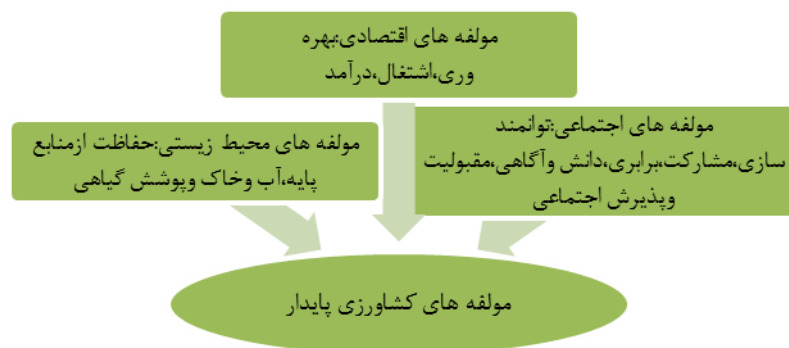 مولفه های اقتصادی:بهره
وری،اشتغال،درآمد
مولفه های اجتماعی:توانمند
سازی،مشارکت،برابری،دانش وآگاهی،مقبولیت
وپذیرش اجتماعی
مولفه های محیط زیستی:حفاظت ازمنابع
پایه،آب وخاک وپوشش گیاهی
مولفه های کشاورزی پایدار